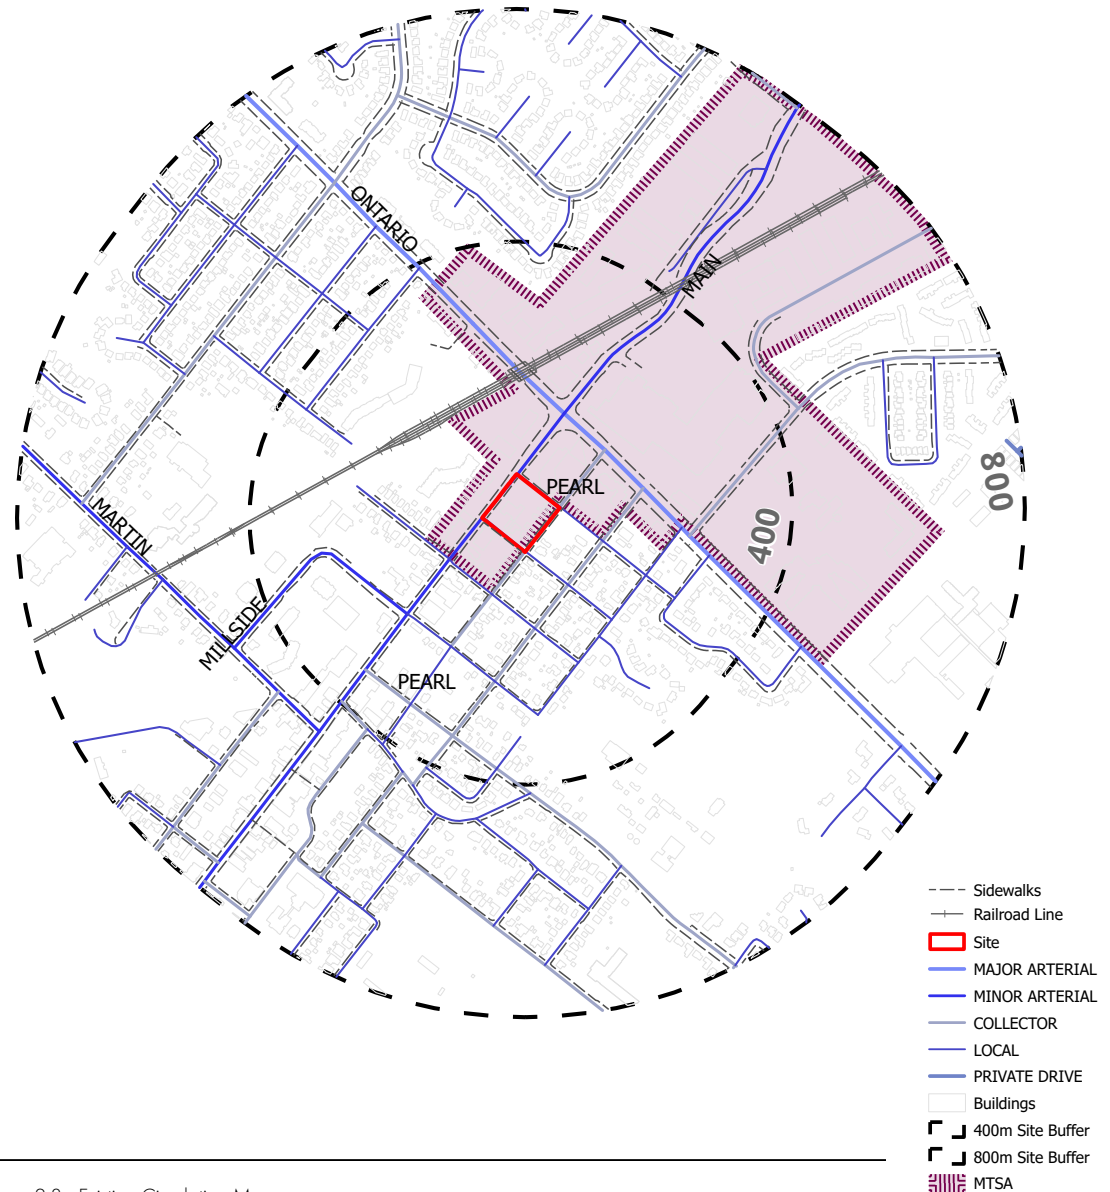 ONTARIO
MAIN
PEARL
800
400
MARTIN
MILLSIDE
PEARL
Sidewalks
Railroad Line
Site
MAJOR ARTERIAL
MINOR ARTERIAL
COLLECTOR
LOCAL
PRIVATE DRIVE
Buildings
400m Site Buffer
800m Site Buffer
MTSA